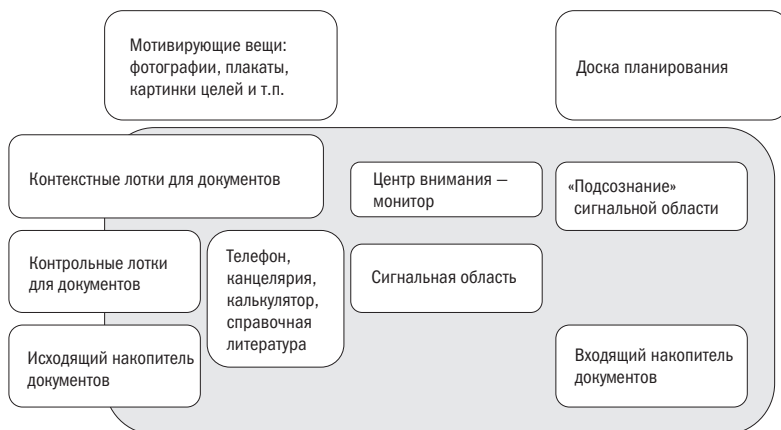 Мотивирующие вещи:
фотографии, плакаты,
картинки целей и т.п.
Доска планирования
Контекстные лотки для документов
Центр внимания —
монитор
«Подсознание»
сигнальной области
Контрольные лотки
для документов
Телефон,
канцелярия,
калькулятор,
справочная
литература
Сигнальная область
Исходящий накопитель
документов
Входящий накопитель
документов